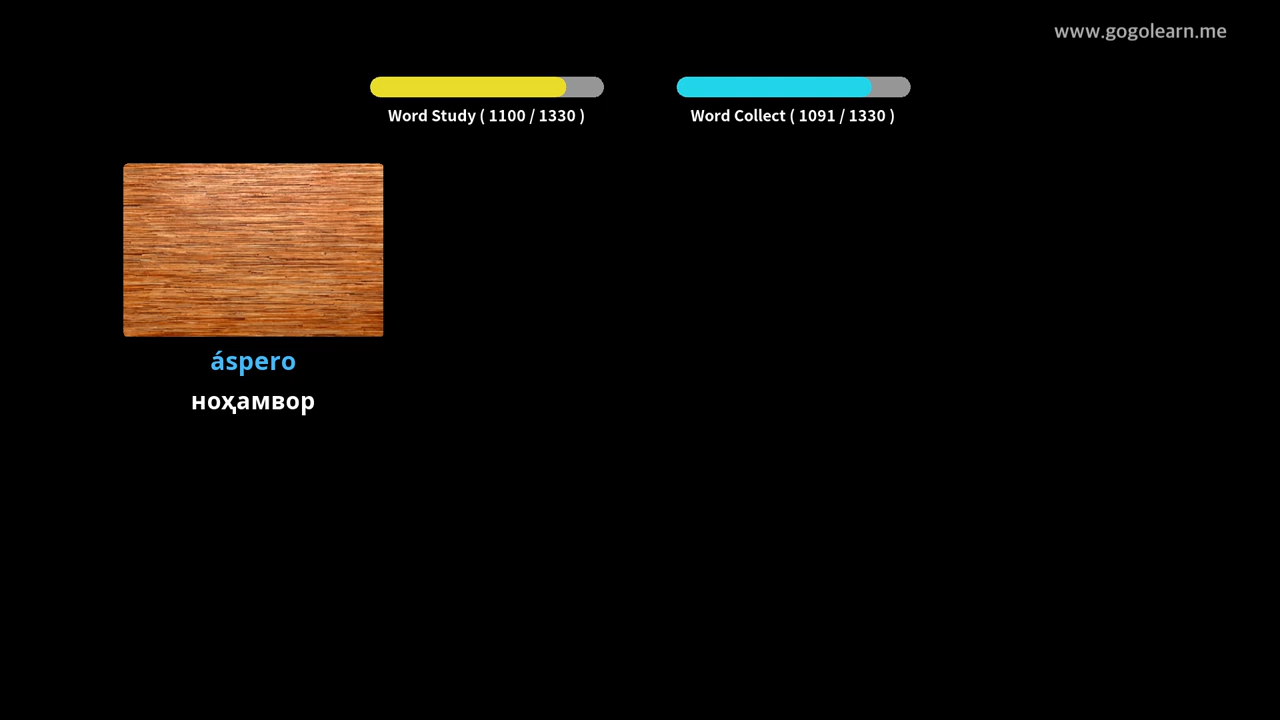 www.gogolearn.me
Word Study ( 1100 / 1330 )
Word Collect ( 1091 / 1330 )
áspero
ноҳамвор